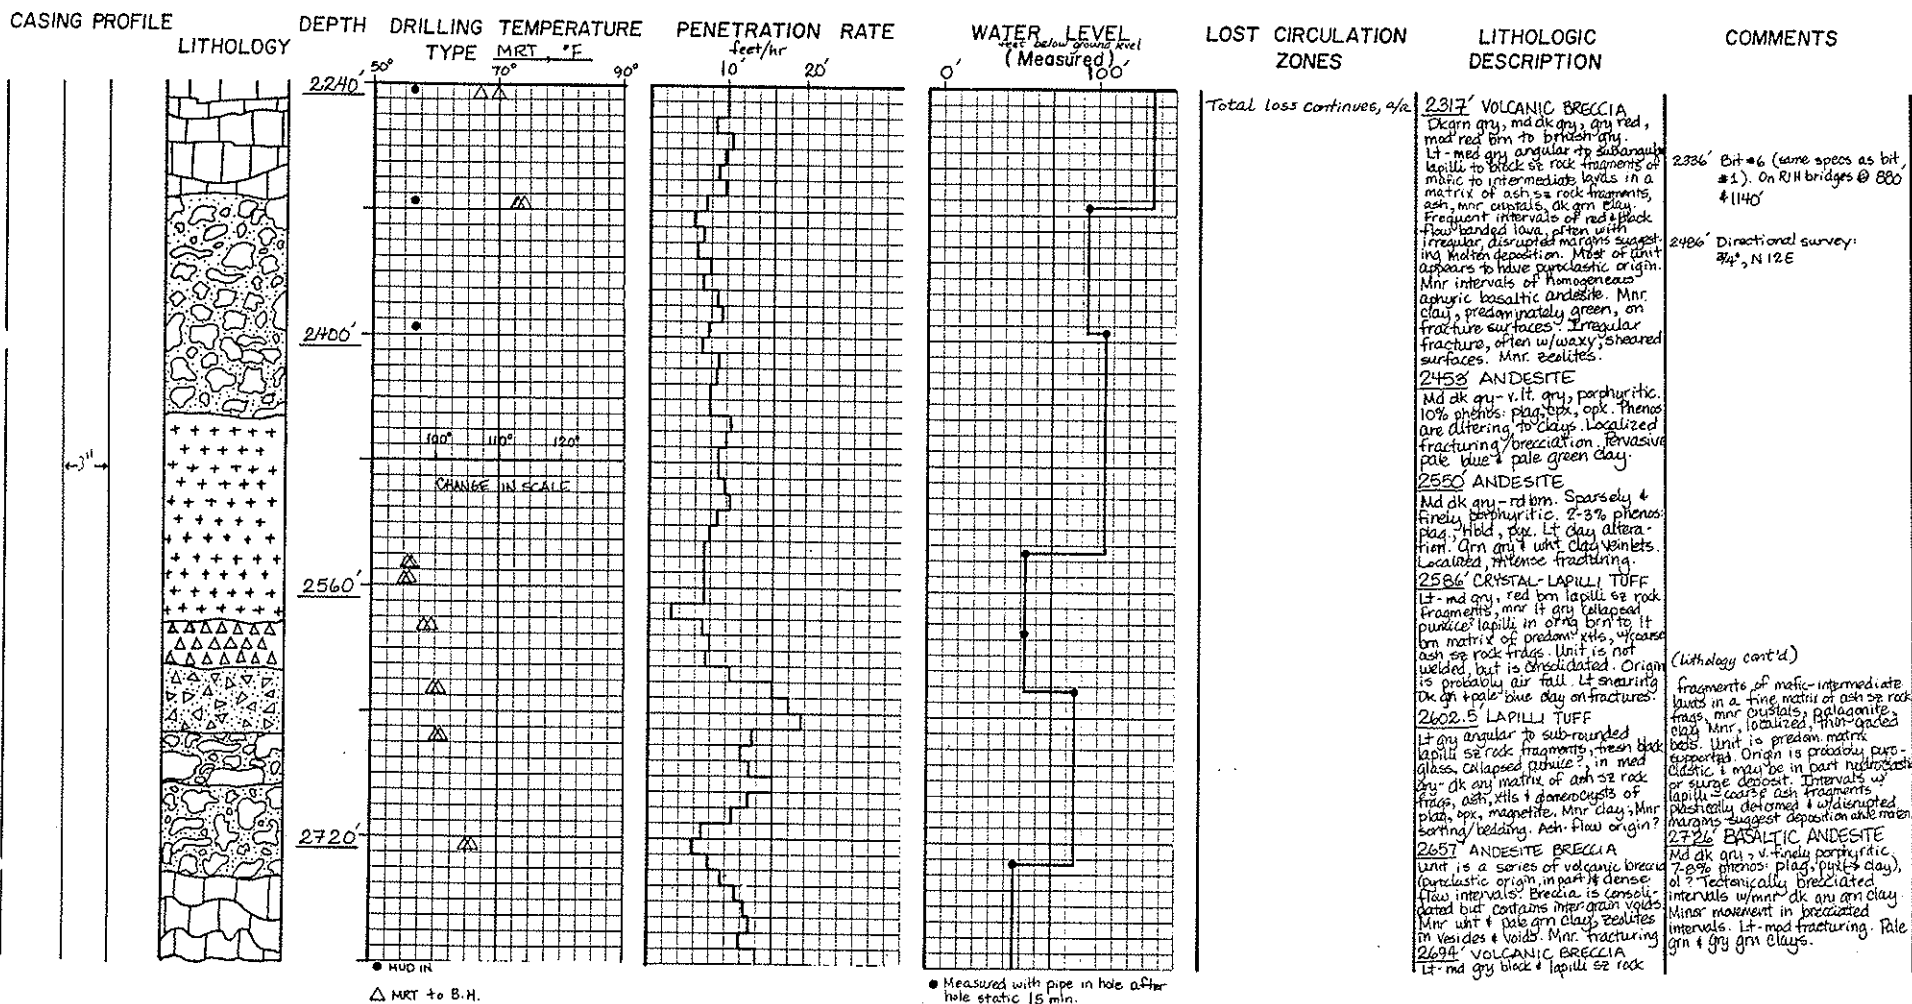 CASING PROFILE
LITHOLOGY
DEPTH
DRILLING TEMPERATURE
TYPE MRT, °F
PENETRATION RATE
feet/hr
WATER LEVEL
feet below ground level
(Measured)
LOST CIRCULATION
ZONES
LITHOLOGIC
DESCRIPTION
COMMENTS
50° 70° 90°
10' 20'
0' 100'
2240'
2400'
2560'
2720'
3"
100° 110° 120°
CHANGE IN SCALE
● MUD IN
△ MRT to B.H.
● Measured with pipe in hole after
hole static 15 min.
Total loss continues, a/a
2317' VOLCANIC BRECCIA
Dk grn gry, md dk gry, gry red,
mod red brn to brnish gry.
Lt-med gry angular to subangular
lapilli to block sz rock fragments of
mafic to intermediate lavas in a
matrix of ash sz rock fragments,
ash, mnr crystals, dk grn clay.
Frequent intervals of red & black
flow banded lava, often with
irregular, disrupted margins suggest-
ing molten deposition. Most of unit
appears to have pyroclastic origin.
Mnr intervals of homogeneous
aphyric basaltic andesite. Mnr
clay, predominately green, on
fracture surfaces. Irregular
fracture, often w/waxy, sheared
surfaces. Mnr. zeolites.
2453' ANDESITE
Md dk gry-v. lt. gry, porphyritic.
10% phenos: plag, cpx, opx. Phenos
are altering to clays. Localized
fracturing/brecciation. Pervasive
pale blue & pale green clay.
2550' ANDESITE
Md dk gry-rd brn. Sparsely &
finely porphyritic. 2-3% phenos:
plag, hbld, pyx. Lt clay altera-
tion. Grn gry & wht clay veinlets.
Localized, intense fracturing.
2586' CRYSTAL-LAPILLI TUFF
Lt-md gry, red brn lapilli sz rock
fragments, mnr lt gry collapsed
pumice lapilli in orng brn to lt
brn matrix of predom. xtls, w/coarse
ash sz rock frags. Unit is not
welded, but is consolidated. Origin
is probably air fall. Lt shearing
Dk gn & pale blue clay on fractures.
2602.5' LAPILLI TUFF
Lt gry angular to sub-rounded
lapilli sz rock fragments, fresh black
glass, collapsed pumice?, in med
gry-dk gry matrix of ash sz rock
frags, ash, xtls & glomerocrysts of
plag, opx, magnetite. Mnr clay, Mnr
sorting/bedding. Ash-flow origin?
2657' ANDESITE BRECCIA
Unit is a series of volcanic breccia
(pyroclastic origin, in part) & dense
flow intervals. Breccia is consoli-
dated but contains inter grain voids.
Mnr wht & pale grn clay, zeolites
in vesicles & voids. Mnr. fracturing
2694' VOLCANIC BRECCIA
Lt-md gry block & lapilli sz rock
2336' Bit #6 (same specs as bit
#1). On RIH bridges @ 880'
& 1140'
2486' Directional survey:
3/4°, N 12 E
(lithology cont'd)
fragments of mafic-intermediate
lavas in a fine matrix of ash sz rock
frags, mnr crystals, palagonite,
clay. Mnr, localized, thin graded
beds. Unit is predom. matrix
supported. Origin is probably pyro-
clastic, & may be in part hydroclastic
or surge deposit. Intervals w/
lapilli-coarse ash fragments
plastically deformed & w/disrupted
margins suggest deposition while molten
2726' BASALTIC ANDESITE
Md dk gry, v. finely porphyritic.
7-8% phenos: plag, pyx(→ clay),
ol? Tectonically brecciated
intervals w/mnr dk gry grn clay.
Minor movement in brecciated
intervals. Lt-mod fracturing. Pale
grn & gry grn clays.